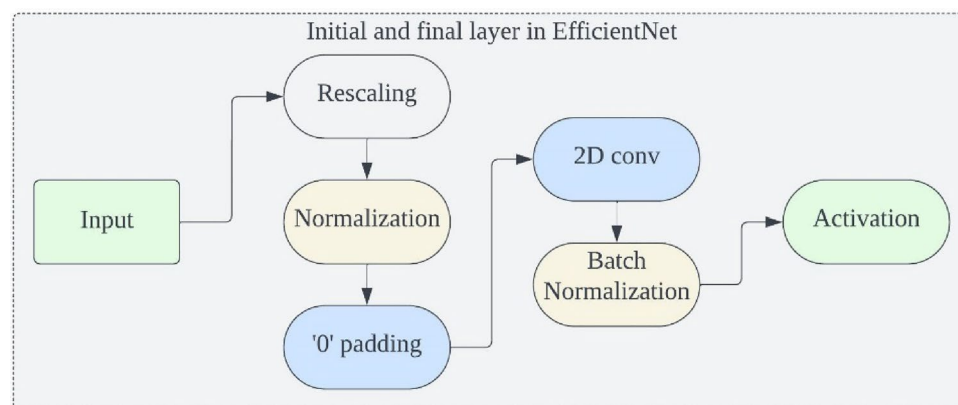 Initial and final layer in EfficientNet
Input
Rescaling
Normalization
'0' padding
2D conv
Batch
Normalization
Activation